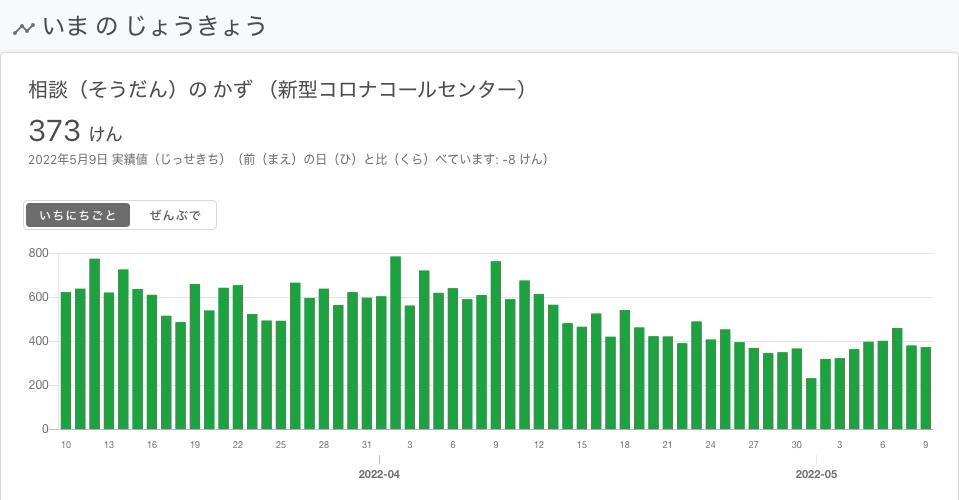 いま の じょうきょう
相談（そうだん）の かず （新型コロナコールセンター）
373 けん
2022年5月9日 実績値（じっせきち）（前（まえ）の日（ひ）と比（くら）べています: -8 けん）
いちにちごと ぜんぶで
800
600
400
200
0
10 13 16 19 22 25 28 31 3 6 9 12 15 18 21 24 27 30 3 6 9
2022-04 2022-05